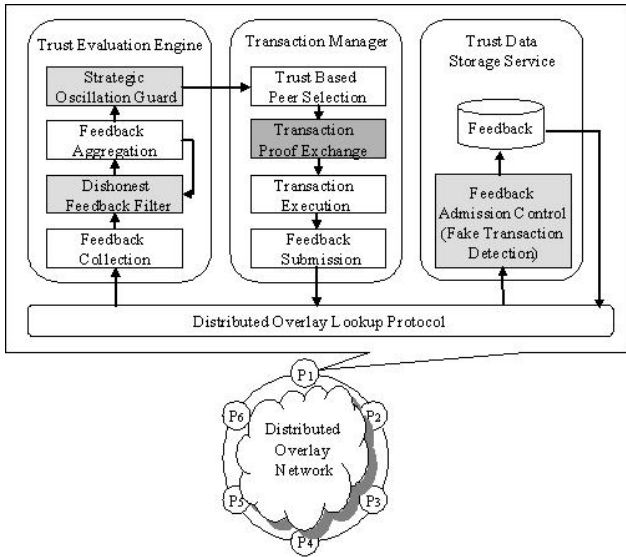 Trust Evaluation Engine
Strategic
Oscillation Guard
Feedback
Aggregation
Dishonest
Feedback Filter
Feedback
Collection
Transaction Manager
Trust Based
Peer Selection
Transaction
Proof Exchange
Transaction
Execution
Feedback
Submission
Trust Data
Storage Service
Feedback
Feedback
Admission Control
(Fake Transaction
Detection)
Distributed Overlay Lookup Protocol
P1
P6
P2
Distributed
Overlay
Network
P5
P3
P4